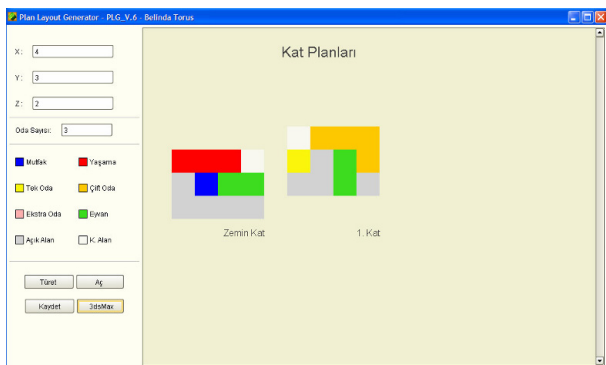 Plan Layout Generator - PLG_V.6 - Belinda Torus
Kat Planları
X: 4
Y: 3
Z: 2
Oda Sayısı: 3
Mutfak Yaşama
Tek Oda Çift Oda
Ekstra Oda Eyvan
Açık Alan K. Alan
Türet Aç
Kaydet 3dsMax
Zemin Kat 1. Kat